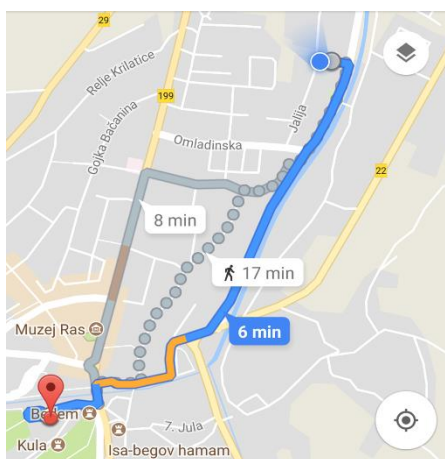 29
Relje Krilatice
Gojka Bačanina
199
Omladinska
Jalija
22
8 min
17 min
6 min
Muzej Ras
Bedem
Kula
7. Jula
Isa-begov hamam